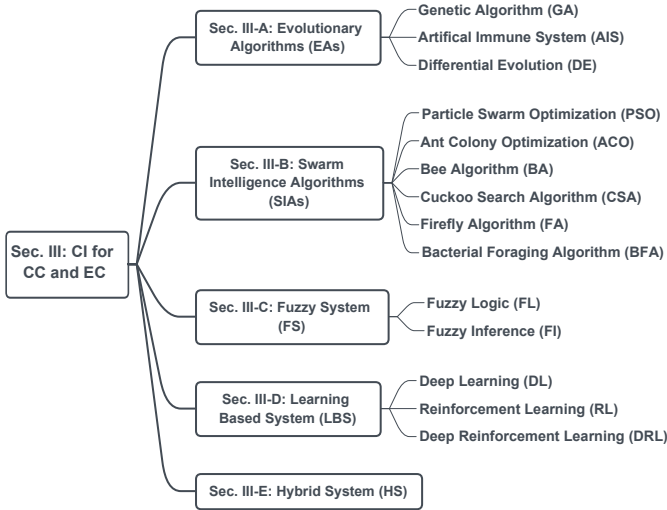 Sec. III: CI for
CC and EC
Sec. III-A: Evolutionary
Algorithms (EAs)
Genetic Algorithm (GA)
Artifical Immune System (AIS)
Differential Evolution (DE)
Sec. III-B: Swarm
Intelligence Algorithms
(SIAs)
Particle Swarm Optimization (PSO)
Ant Colony Optimization (ACO)
Bee Algorithm (BA)
Cuckoo Search Algorithm (CSA)
Firefly Algorithm (FA)
Bacterial Foraging Algorithm (BFA)
Sec. III-C: Fuzzy System
(FS)
Fuzzy Logic (FL)
Fuzzy Inference (FI)
Sec. III-D: Learning
Based System (LBS)
Deep Learning (DL)
Reinforcement Learning (RL)
Deep Reinforcement Learning (DRL)
Sec. III-E: Hybrid System (HS)